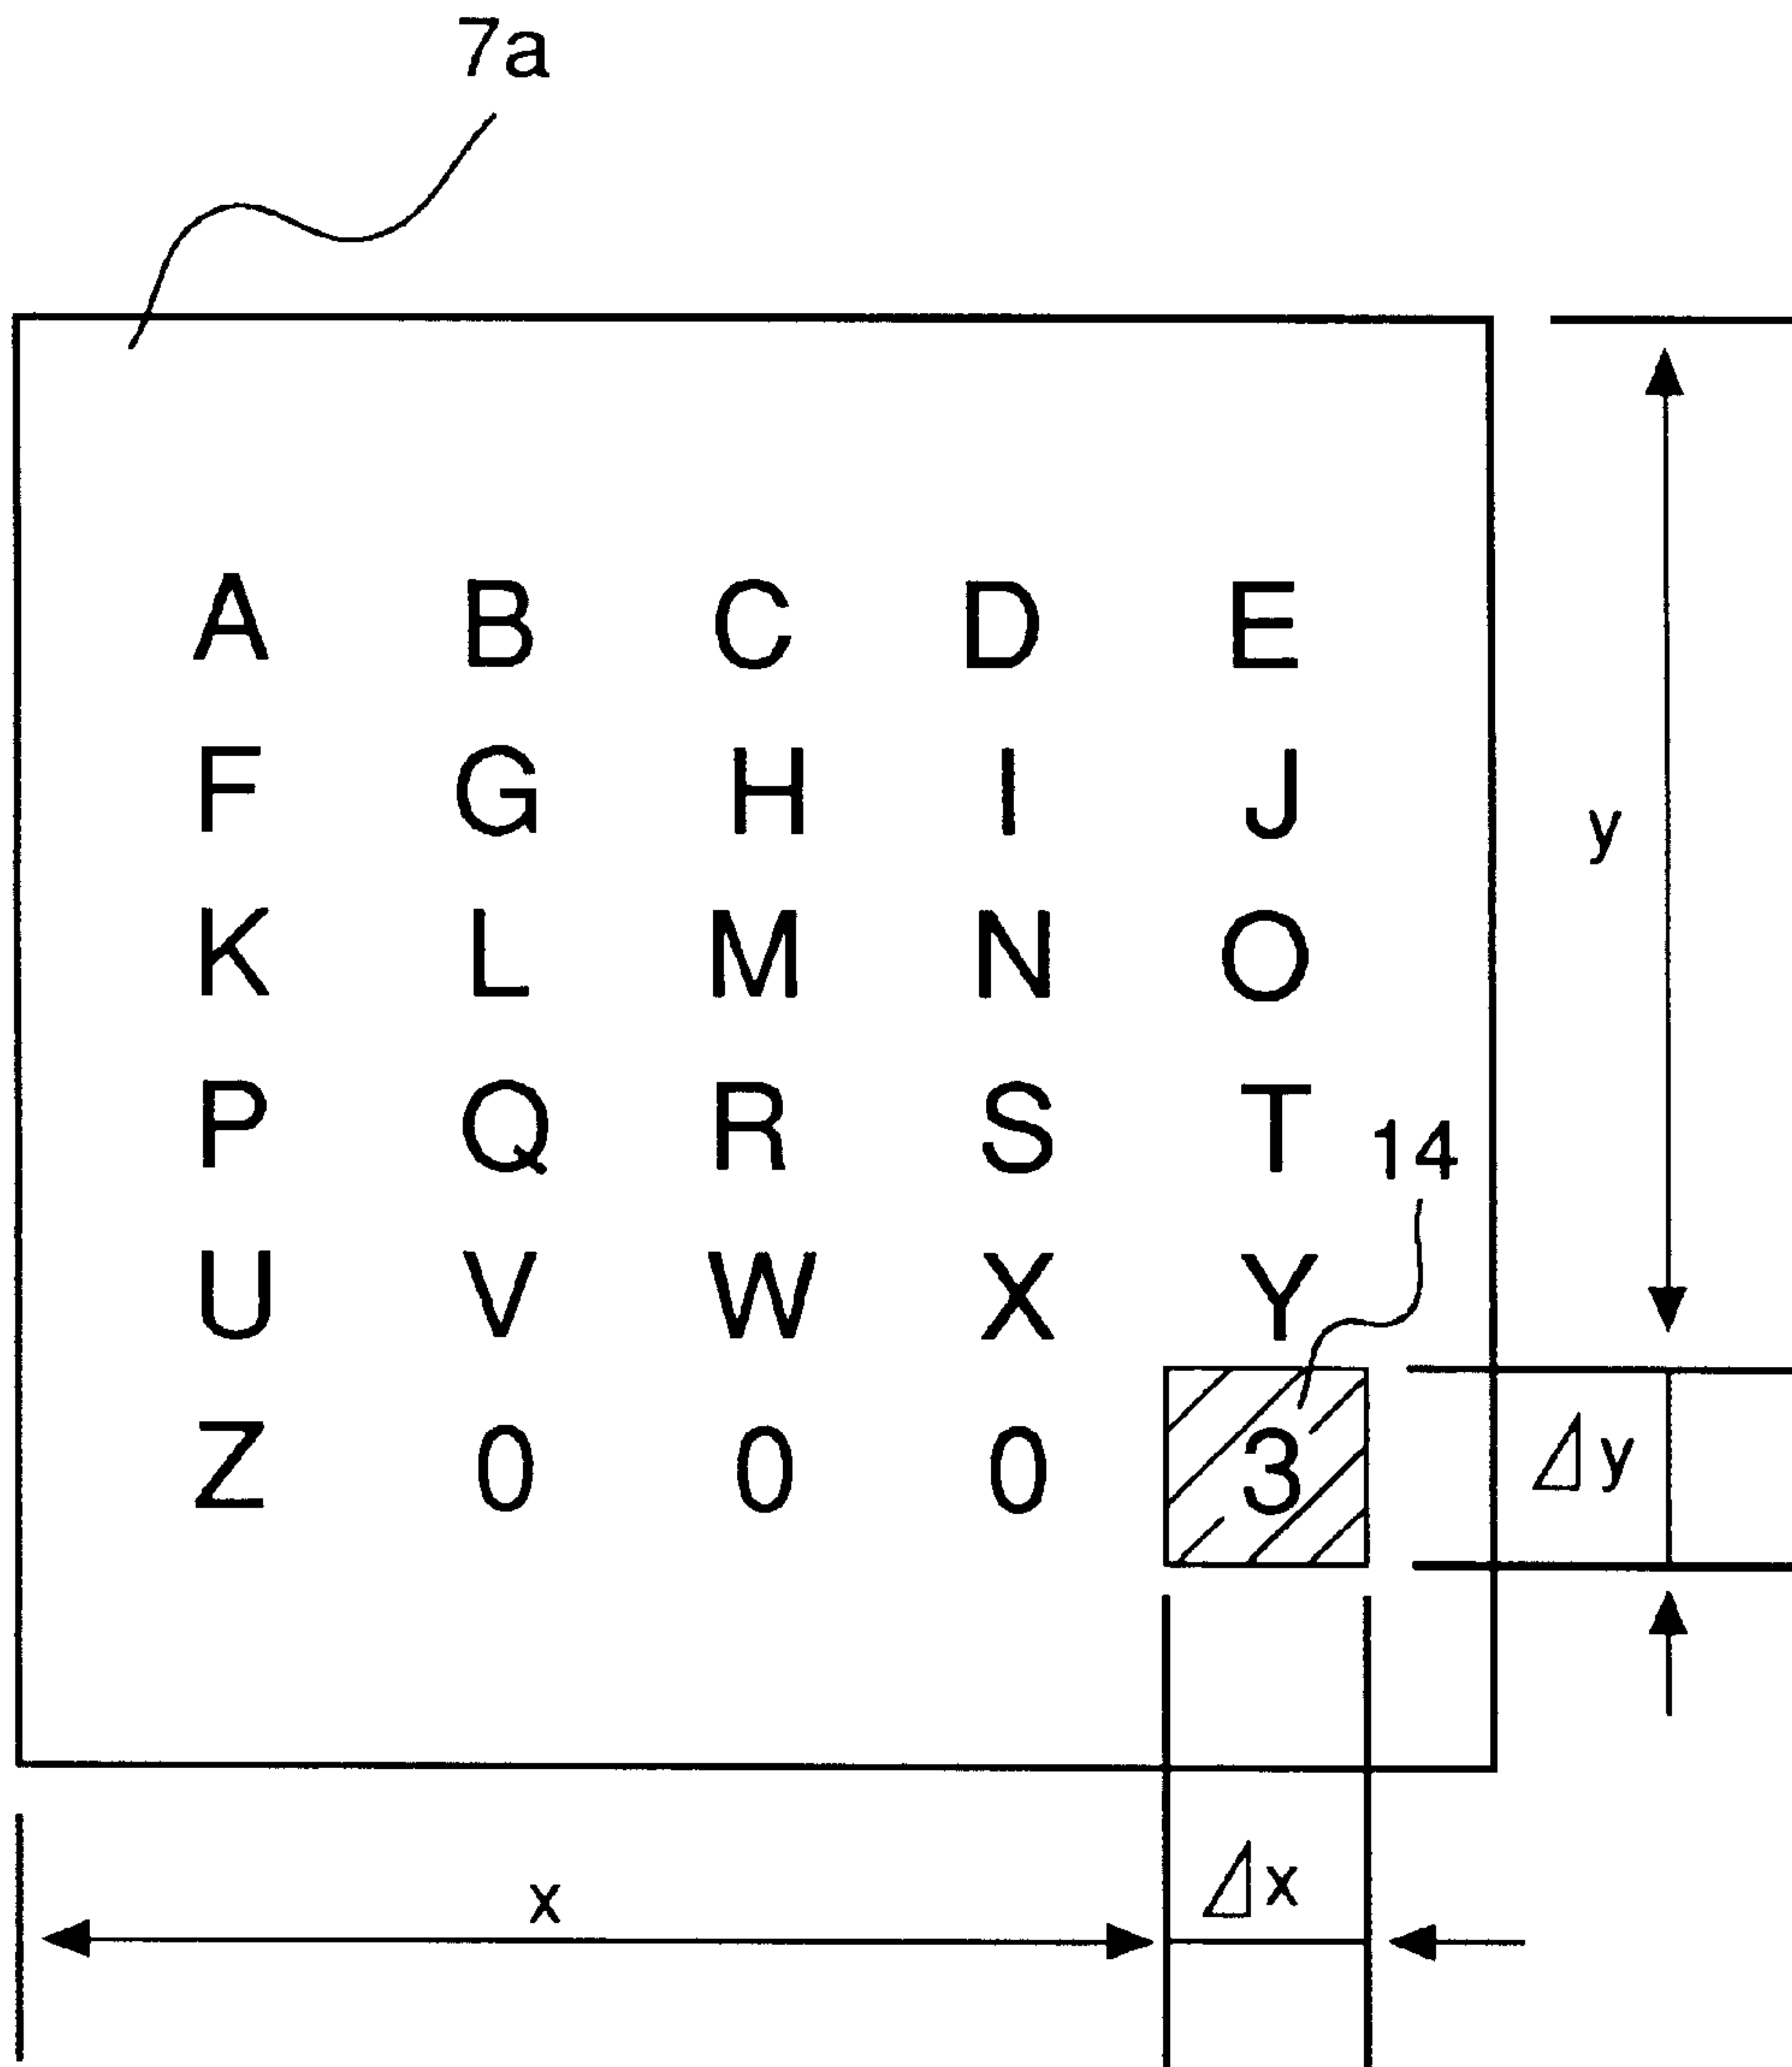 7a
A B C D E
F G H I J
K L M N O
P Q R S T
14
U V W X Y
Z 0 0 0 3
y
Δy
x
Δx